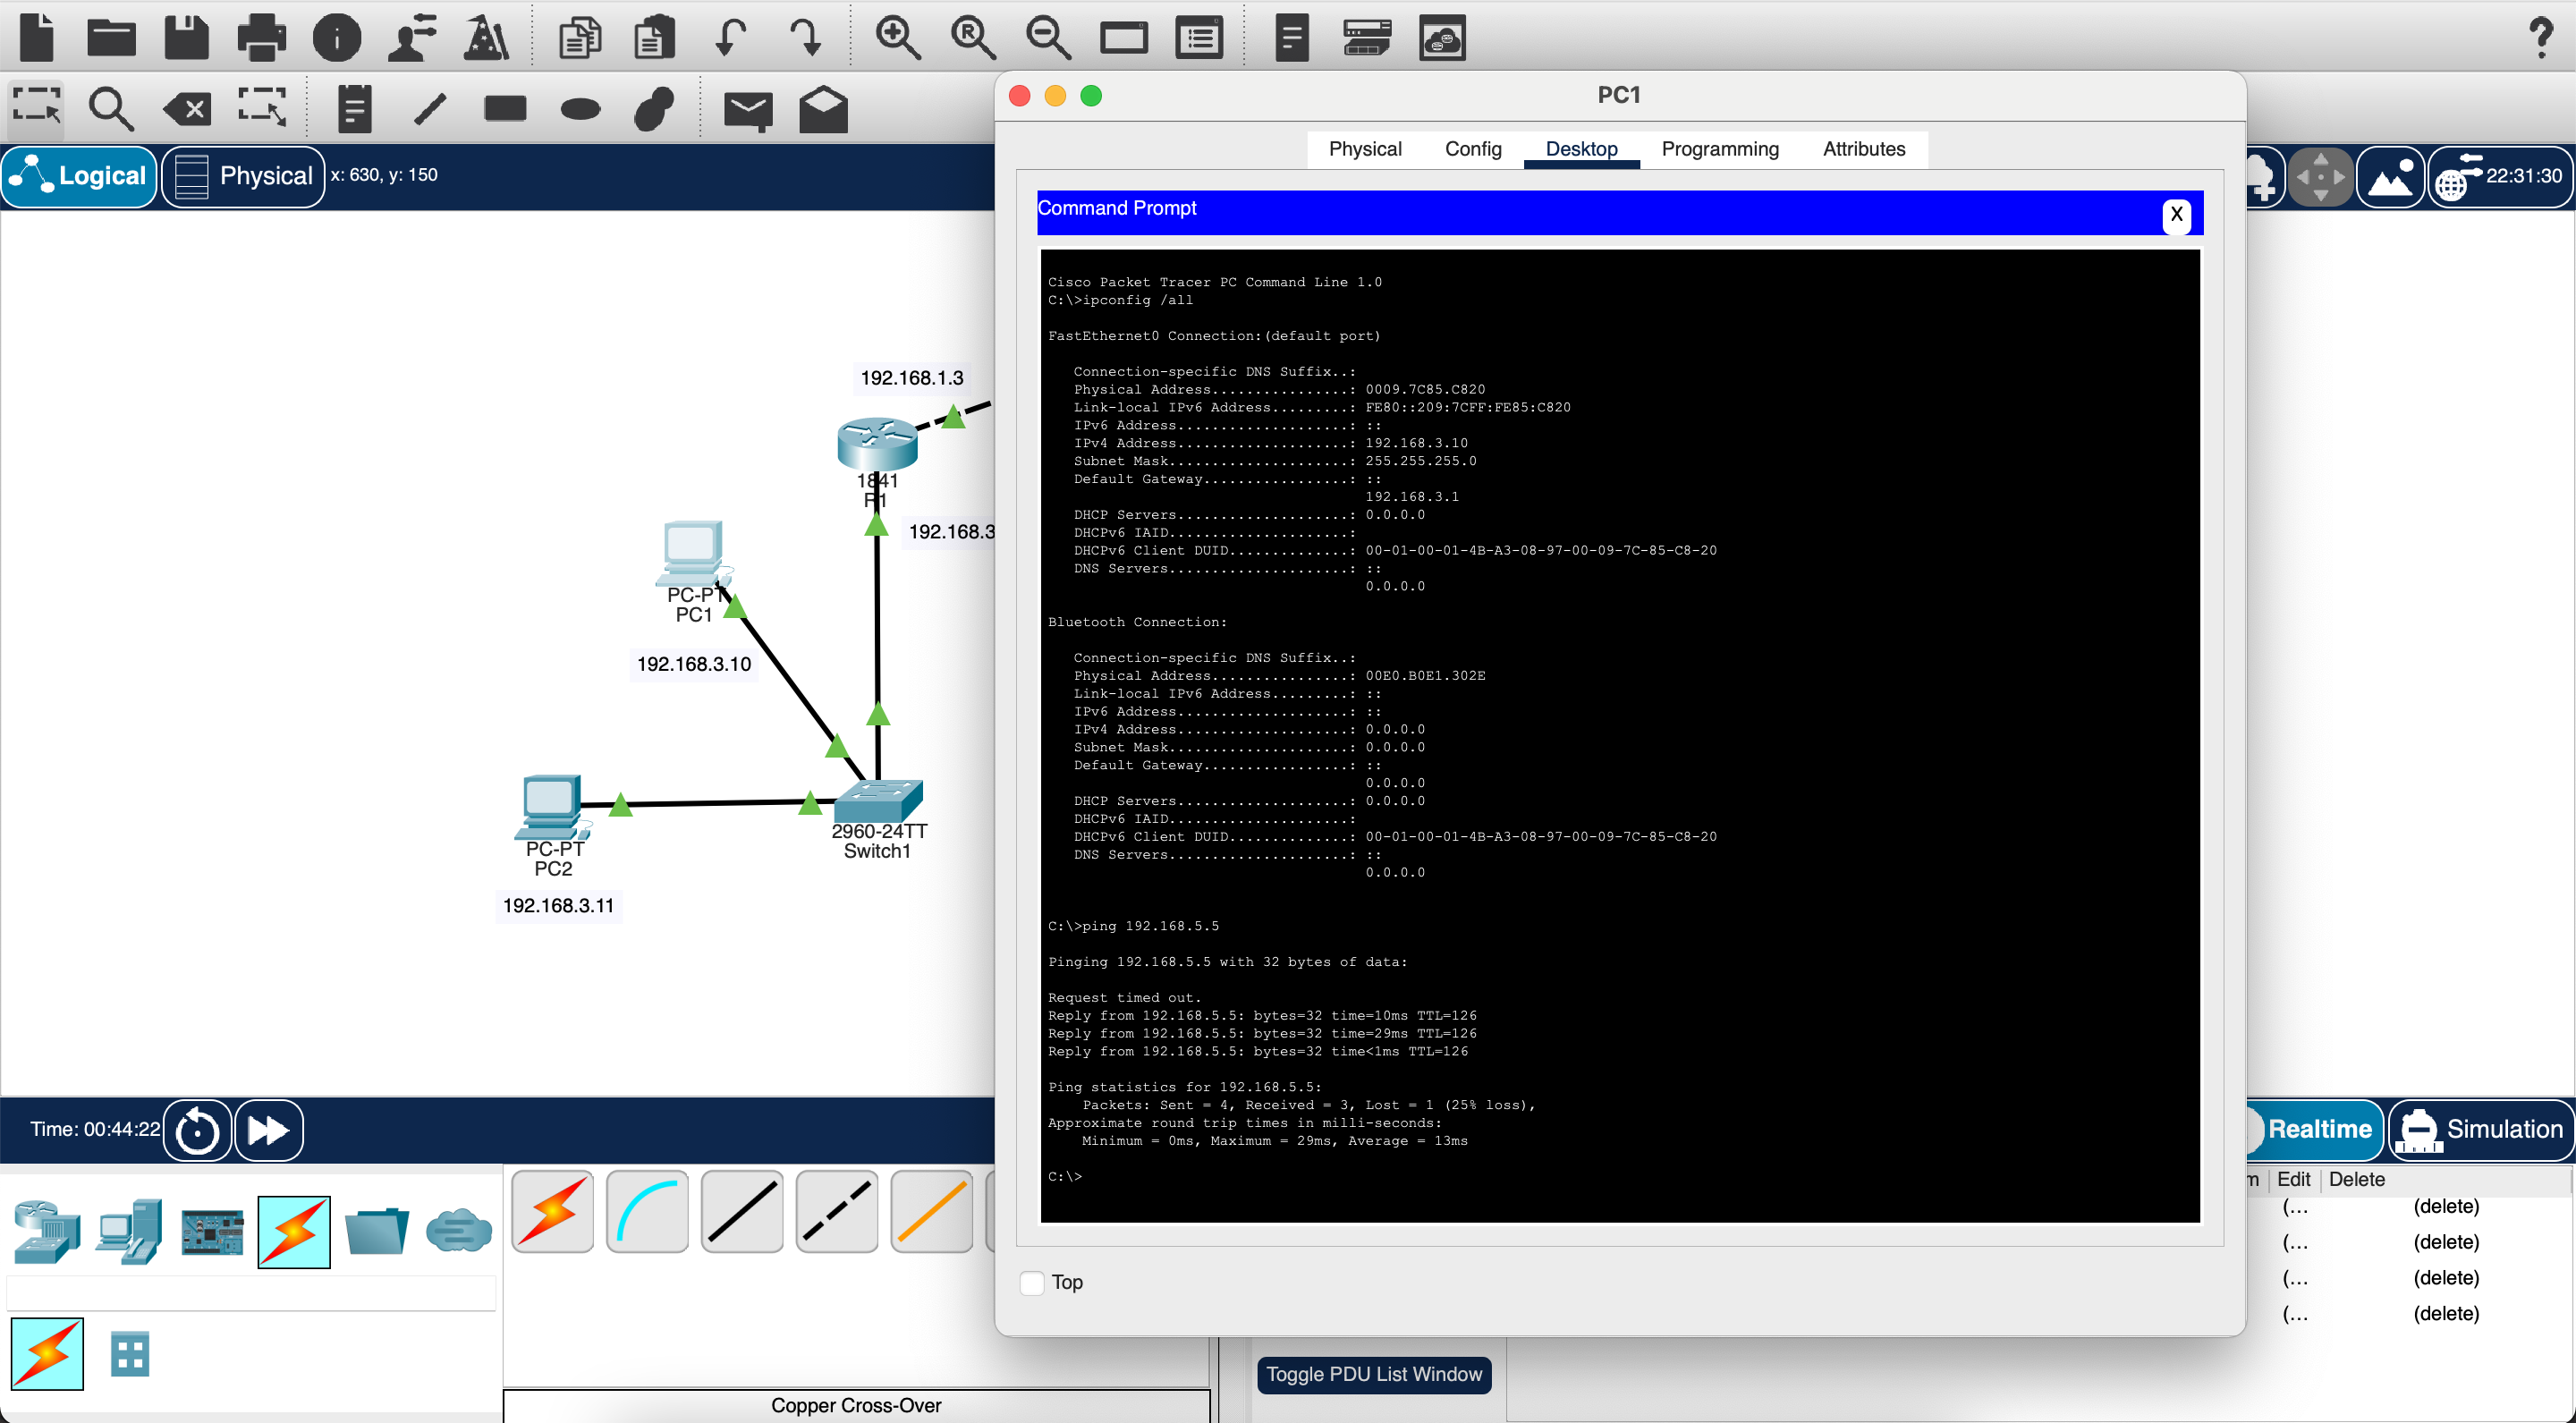 Logical
Physical
x: 630, y: 150
22:31:30
192.168.1.3
1841
R1
192.168.3
PC-PT
PC1
192.168.3.10
PC-PT
PC2
192.168.3.11
2960-24TT
Switch1
PC1
Physical Config Desktop Programming Attributes
Command Prompt
X
Cisco Packet Tracer PC Command Line 1.0
C:\>ipconfig /all
FastEthernet0 Connection:(default port)
Connection-specific DNS Suffix..:
Physical Address................: 0009.7C85.C820
Link-local IPv6 Address.........: FE80::209:7CFF:FE85:C820
IPv6 Address....................: ::
IPv4 Address....................: 192.168.3.10
Subnet Mask.....................: 255.255.255.0
Default Gateway.................: ::
192.168.3.1
DHCP Servers....................: 0.0.0.0
DHCPv6 IAID.....................:
DHCPv6 Client DUID..............: 00-01-00-01-4B-A3-08-97-00-09-7C-85-C8-20
DNS Servers.....................: ::
0.0.0.0
Bluetooth Connection:
Connection-specific DNS Suffix..:
Physical Address................: 00E0.B0E1.302E
Link-local IPv6 Address.........: ::
IPv6 Address....................: ::
IPv4 Address....................: 0.0.0.0
Subnet Mask.....................: 0.0.0.0
Default Gateway.................: ::
0.0.0.0
DHCP Servers....................: 0.0.0.0
DHCPv6 IAID.....................:
DHCPv6 Client DUID..............: 00-01-00-01-4B-A3-08-97-00-09-7C-85-C8-20
DNS Servers.....................: ::
0.0.0.0
C:\>ping 192.168.5.5
Pinging 192.168.5.5 with 32 bytes of data:
Request timed out.
Reply from 192.168.5.5: bytes=32 time=10ms TTL=126
Reply from 192.168.5.5: bytes=32 time=29ms TTL=126
Reply from 192.168.5.5: bytes=32 time<1ms TTL=126
Ping statistics for 192.168.5.5:
Packets: Sent = 4, Received = 3, Lost = 1 (25% loss),
Approximate round trip times in milli-seconds:
Minimum = 0ms, Maximum = 29ms, Average = 13ms
C:\>
Top
Time: 00:44:22
Realtime
Simulation
m Edit Delete
(... (delete)
(... (delete)
(... (delete)
(... (delete)
Toggle PDU List Window
Copper Cross-Over